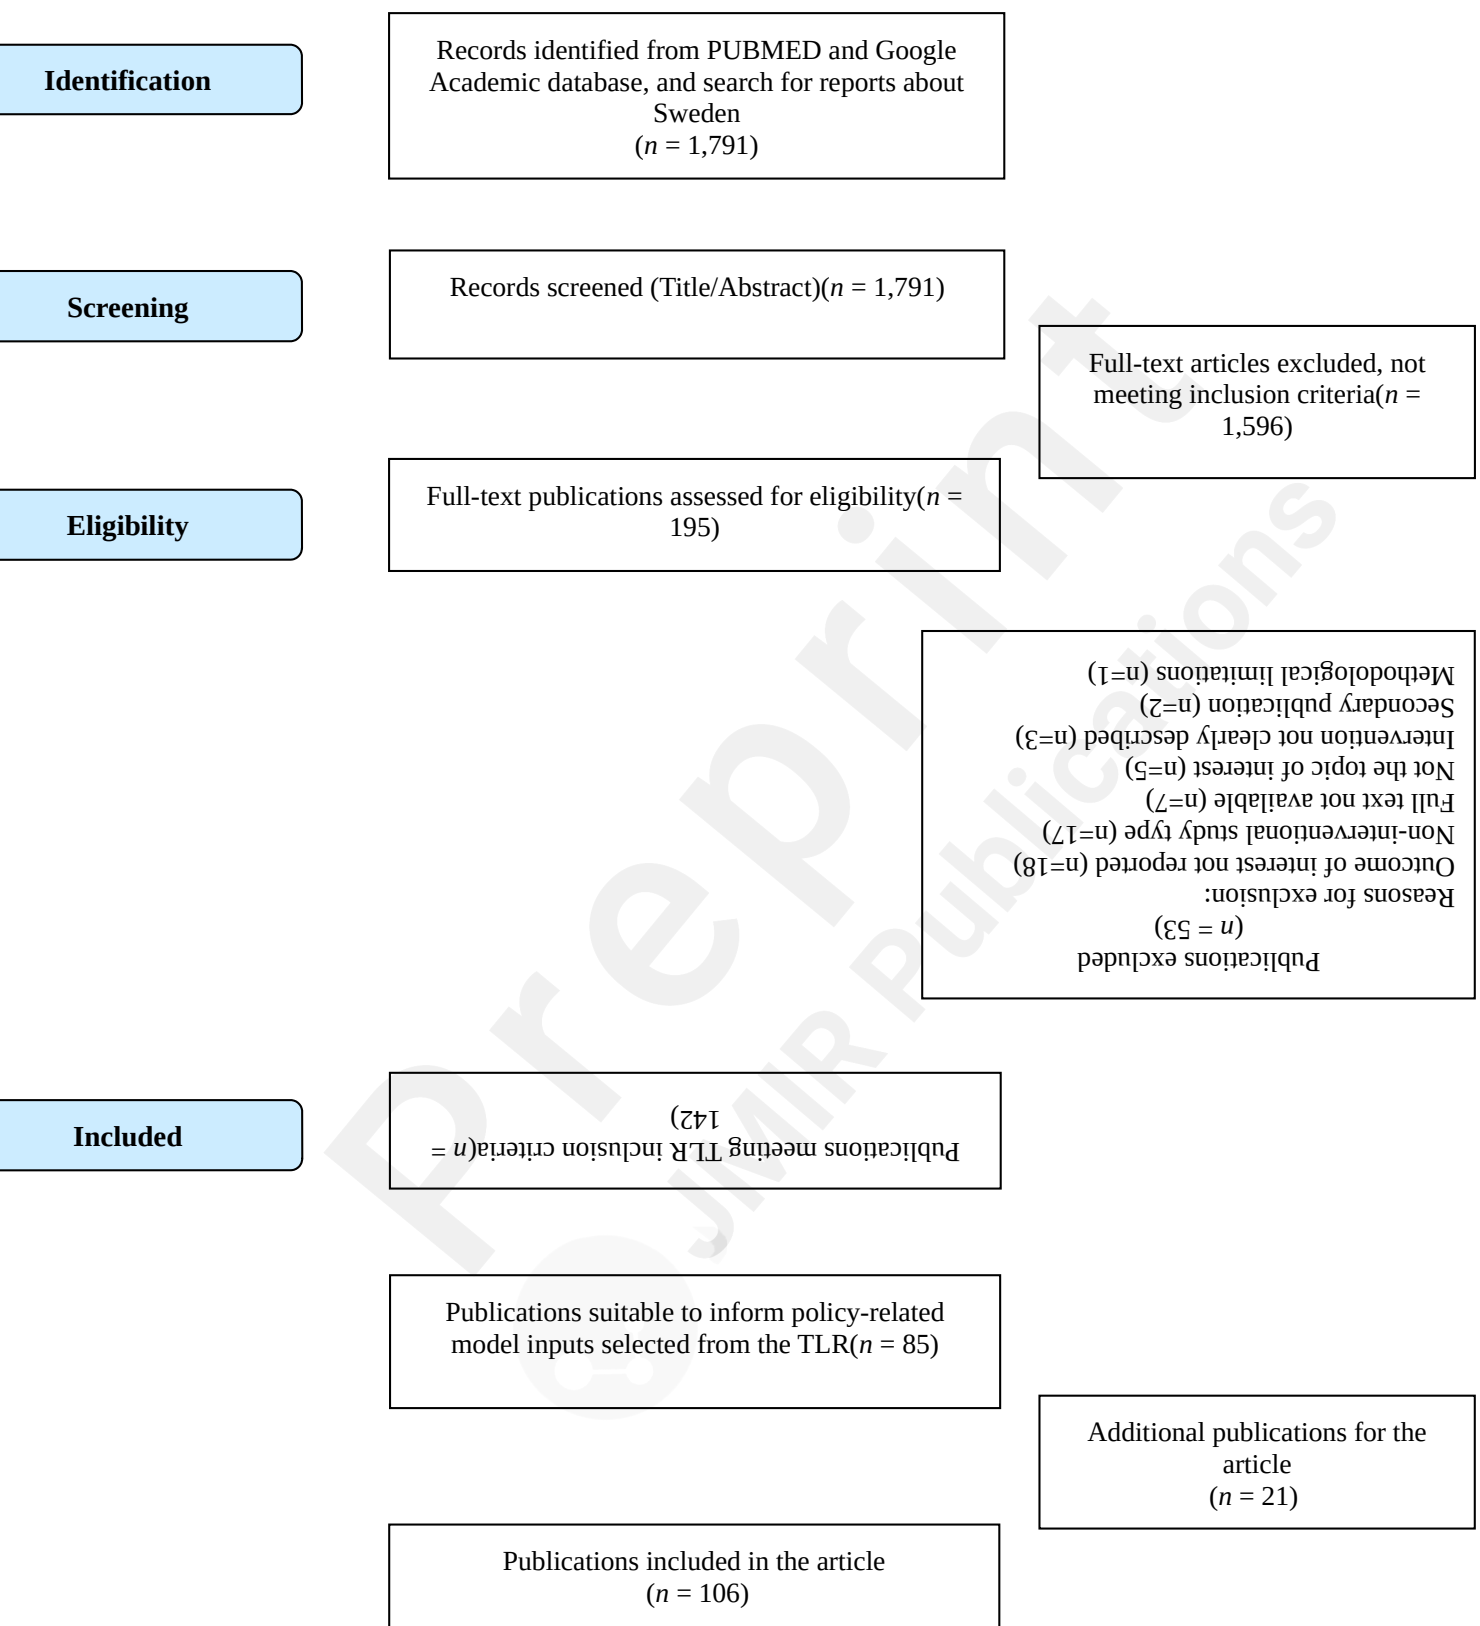 Identification
Records identified from PUBMED and Google
Academic database, and search for reports about
Sweden
(n = 1,791)
Screening
Records screened (Title/Abstract)(n = 1,791)
Full-text articles excluded, not
meeting inclusion criteria(n =
1,596)
Eligibility
Full-text publications assessed for eligibility(n =
195)
Publications excluded
(n = 53)
Reasons for exclusion:
Outcome of interest not reported (n=18)
Non-interventional study type (n=17)
Full text not available (n=7)
Not the topic of interest (n=5)
Intervention not clearly described (n=3)
Secondary publication (n=2)
Methodological limitations (n=1)
Included
Publications meeting TLR inclusion criteria(n =
142)
Publications suitable to inform policy-related
model inputs selected from the TLR(n = 85)
Additional publications for the
article
(n = 21)
Publications included in the article
(n = 106)
Preprint
JMIR Publications